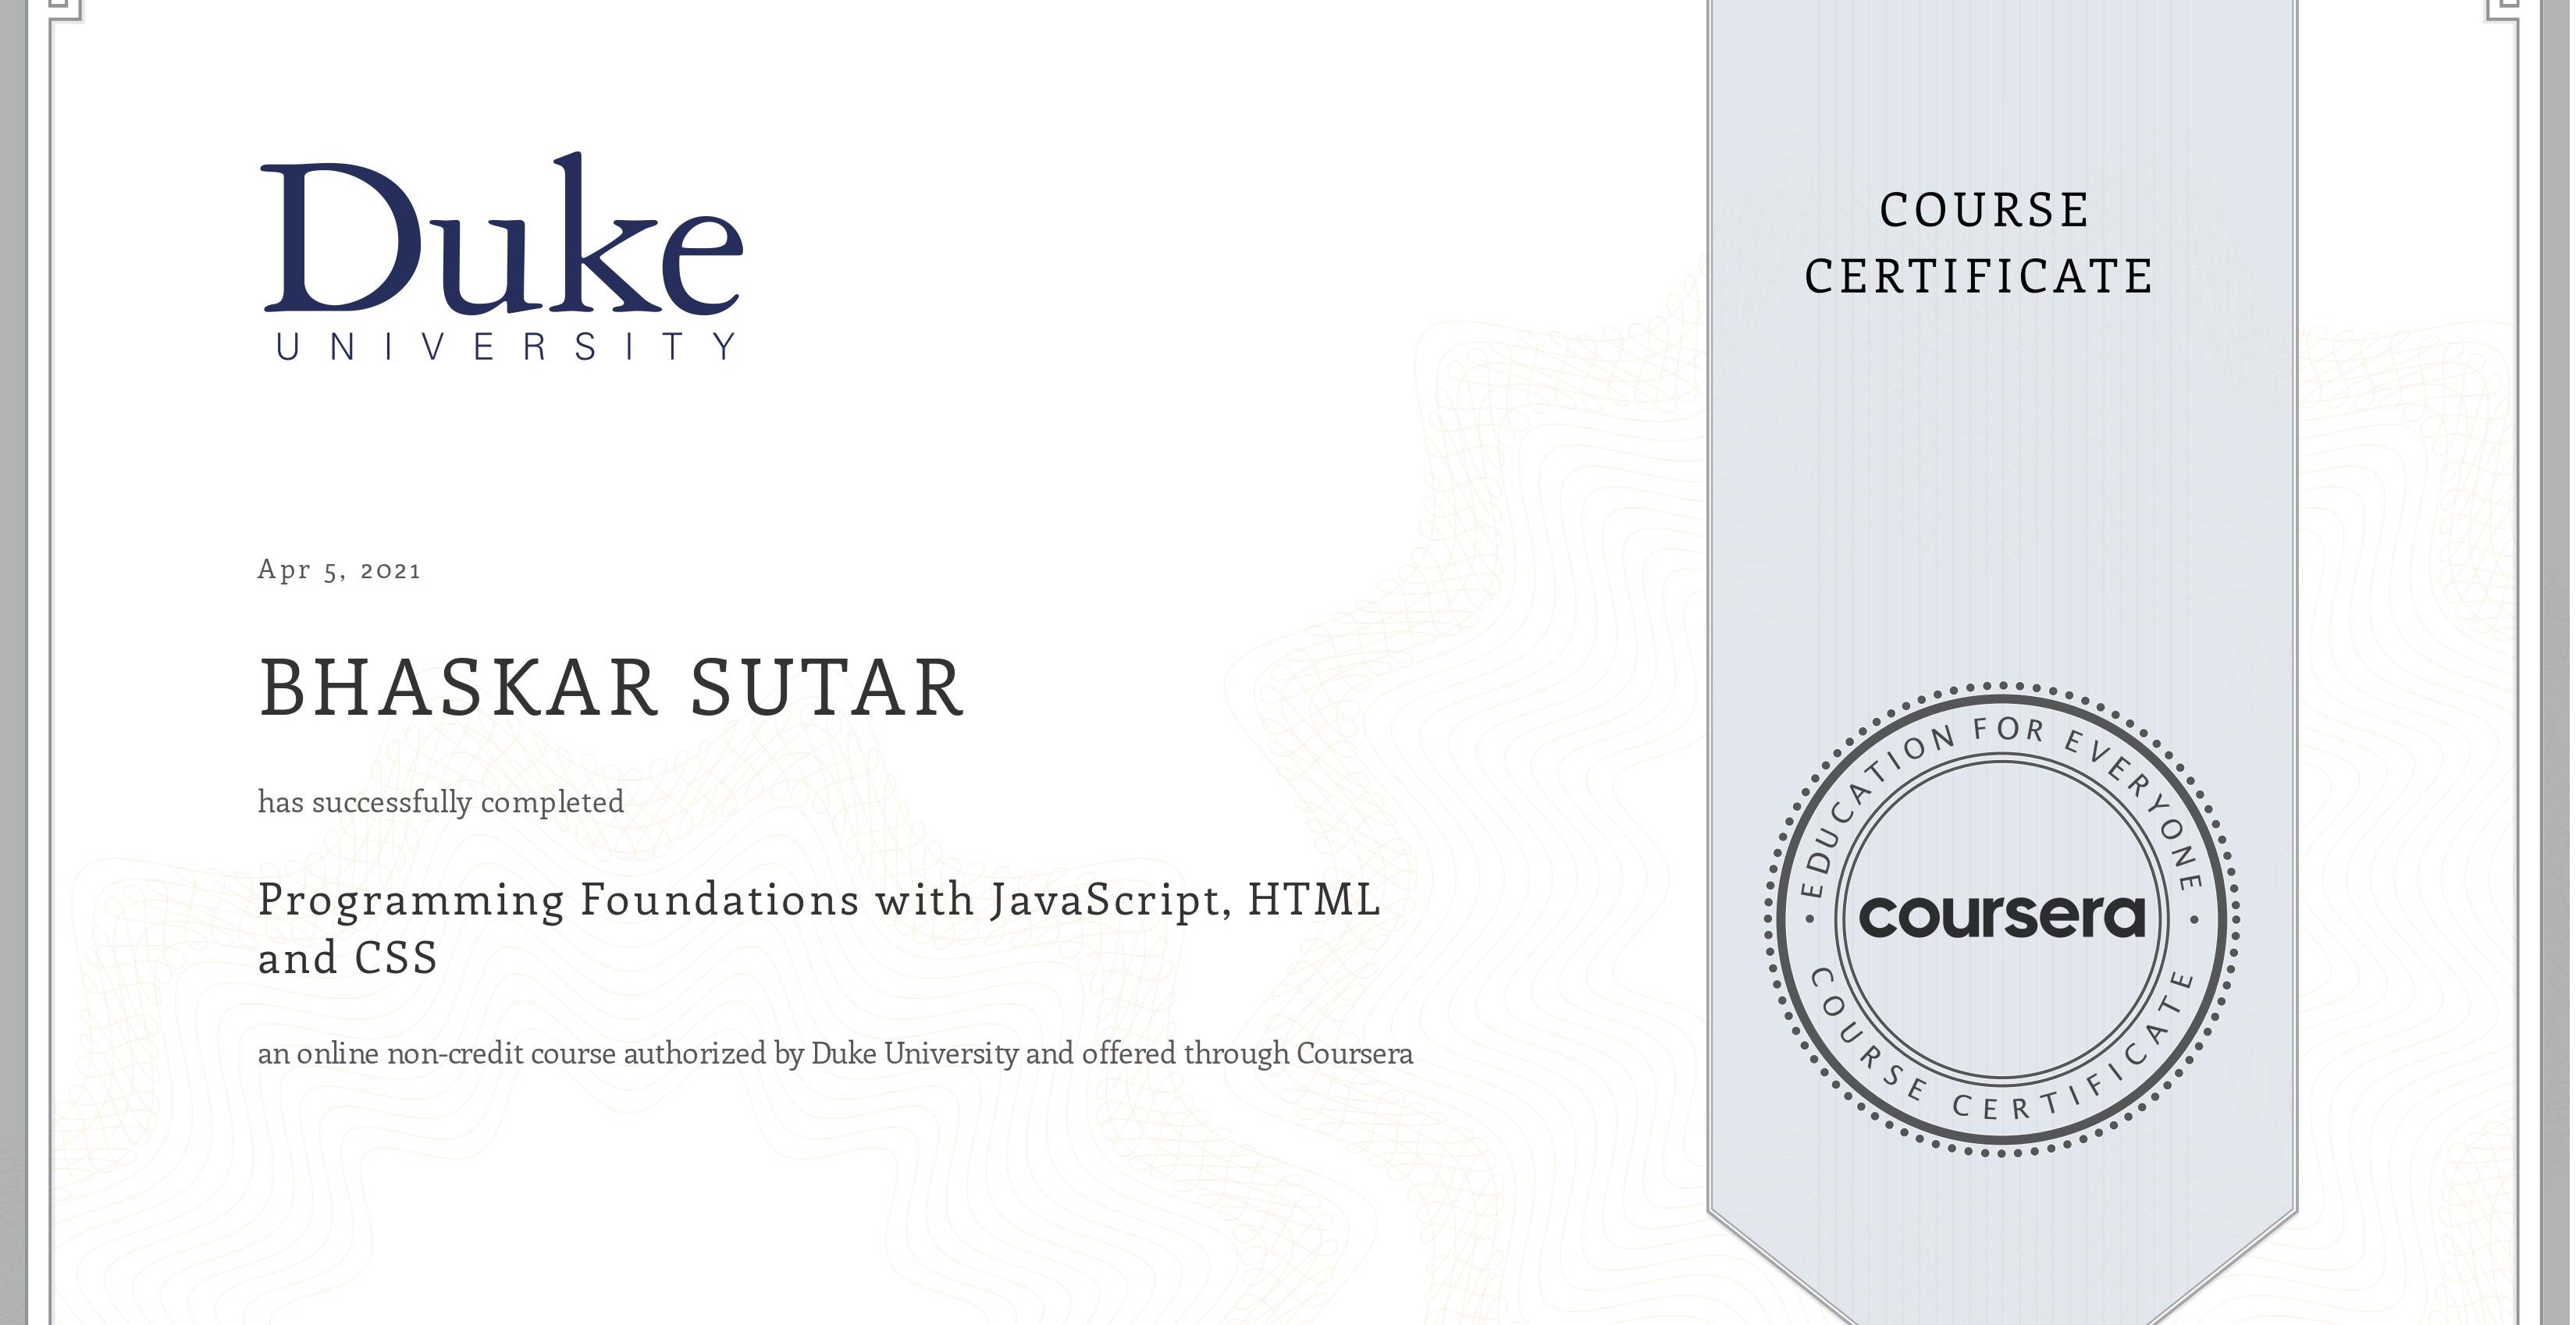 Duke
UNIVERSITY
COURSE
CERTIFICATE
Apr 5, 2021
BHASKAR SUTAR
has successfully completed
Programming Foundations with JavaScript, HTML
and CSS
an online non-credit course authorized by Duke University and offered through Coursera
EDUCATION FOR EVERYONE
coursera
COURSE CERTIFICATE